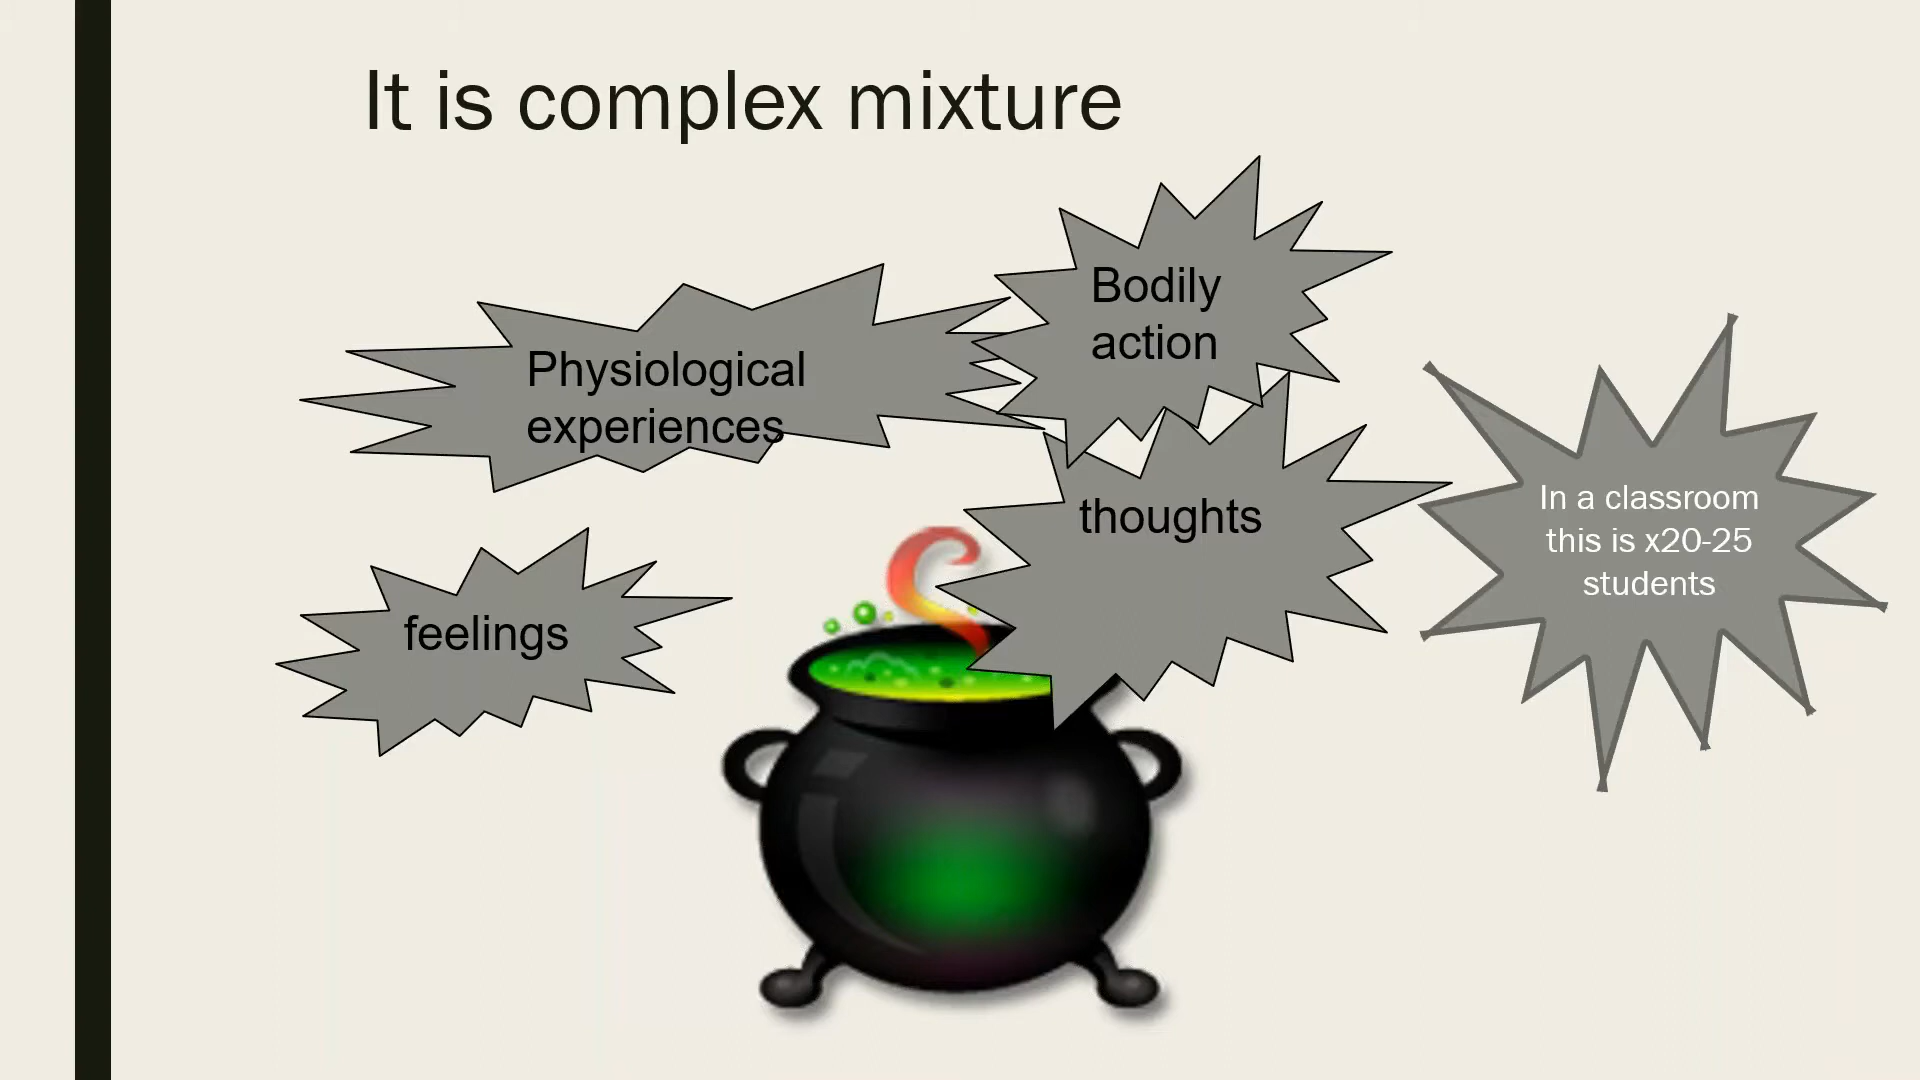 It is complex mixture
Bodily
action
Physiological
experiences
thoughts
In a classroom
this is x20-25
students
feelings